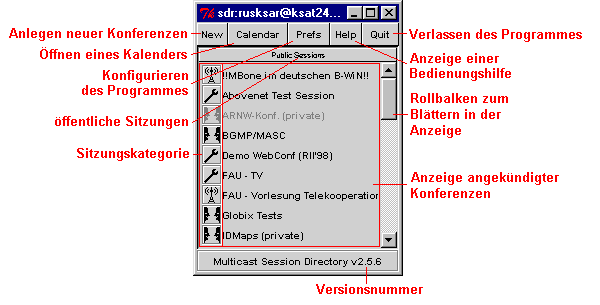 sdr:rusksar@ksat24...
Anlegen neuer Konferenzen
New Calendar Prefs Help Quit
Verlassen des Programmes
Öffnen eines Kalenders
Public Sessions
Anzeige einer
Bedienungshilfe
Konfigurieren
des Programmes
!!MBone im deutschen B-WiN!!
Abovenet Test Session
Rollbalken zum
Blättern in der
Anzeige
öffentliche Sitzungen
ARNW-Konf. (private)
BGMP/MASC
Sitzungskategorie
Demo WebConf (RII'98)
FAU - TV
Anzeige angekündigter
Konferenzen
FAU - Vorlesung Telekooperation
Globix Tests
IDMaps (private)
Multicast Session Directory v2.5.6
Versionsnummer